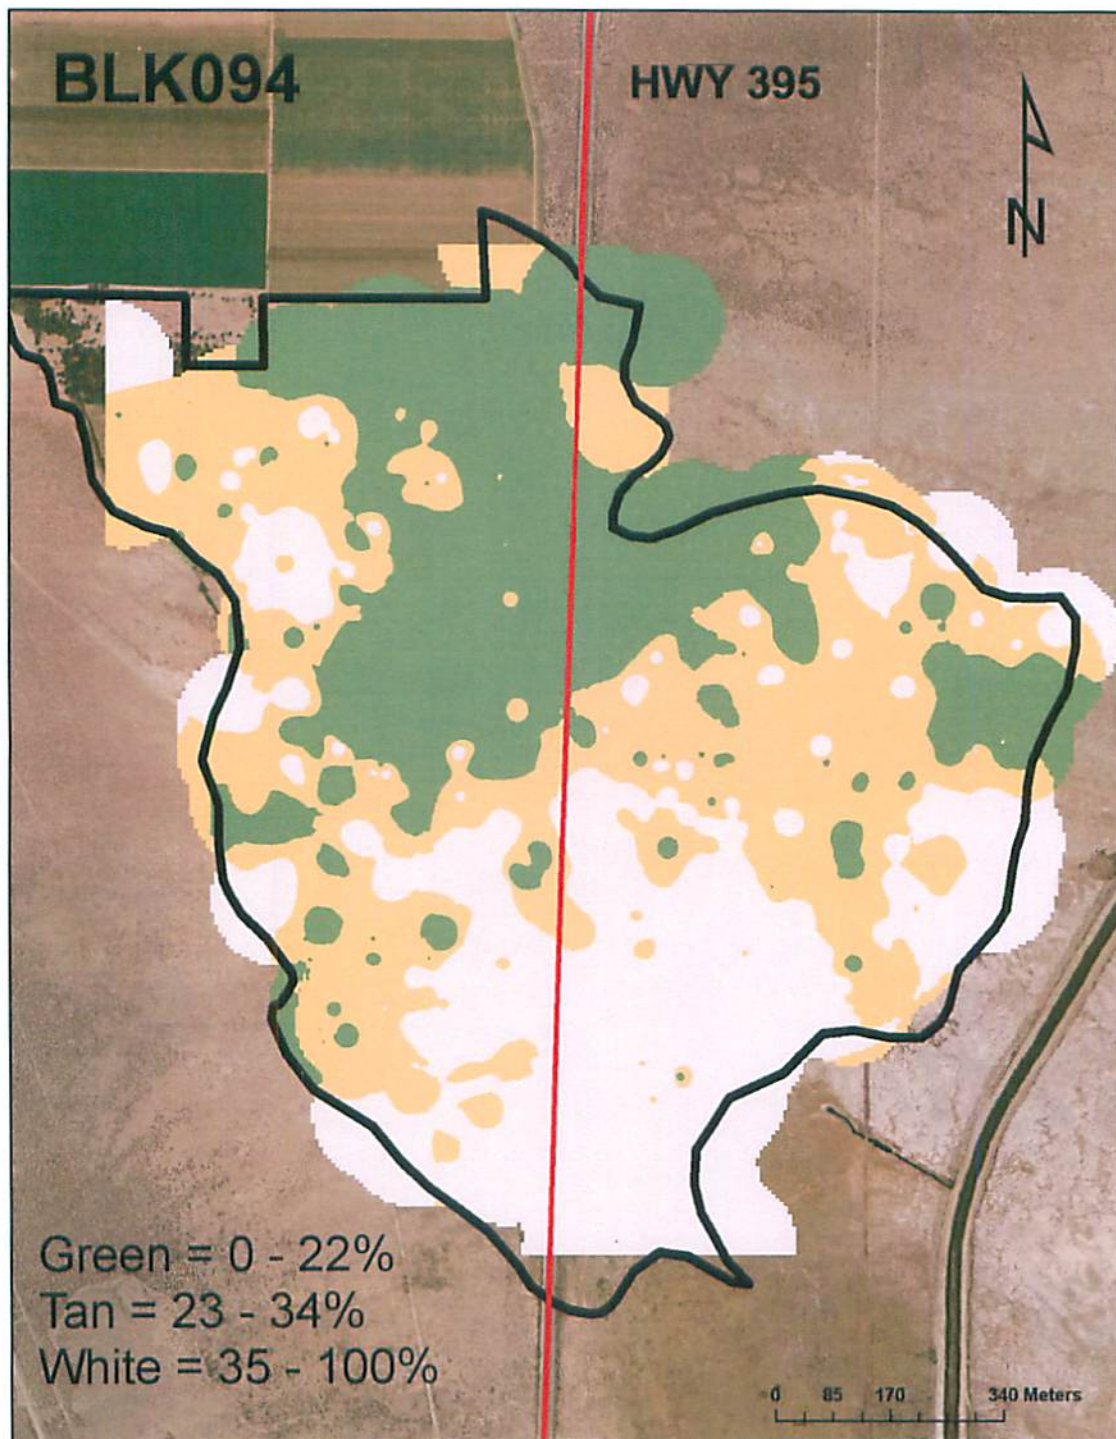 BLK094
HWY 395
N
Green = 0 - 22%
Tan = 23 - 34%
White = 35 - 100%
0 85 170 340 Meters